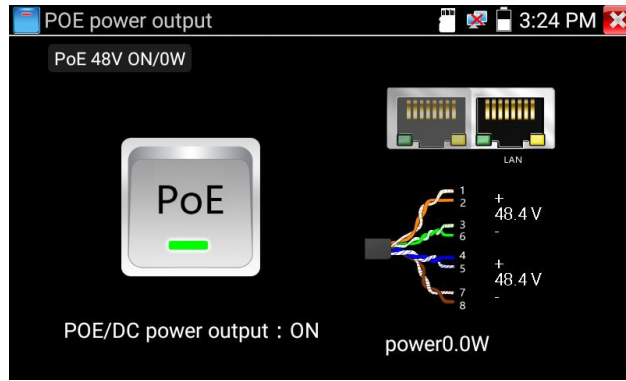 POE power output
3:24 PM
PoE 48V ON/0W
LAN
PoE
1
2
+
48.4 V
3
6
-
4
5
+
48.4 V
7
8
-
POE/DC power output：ON
power0.0W